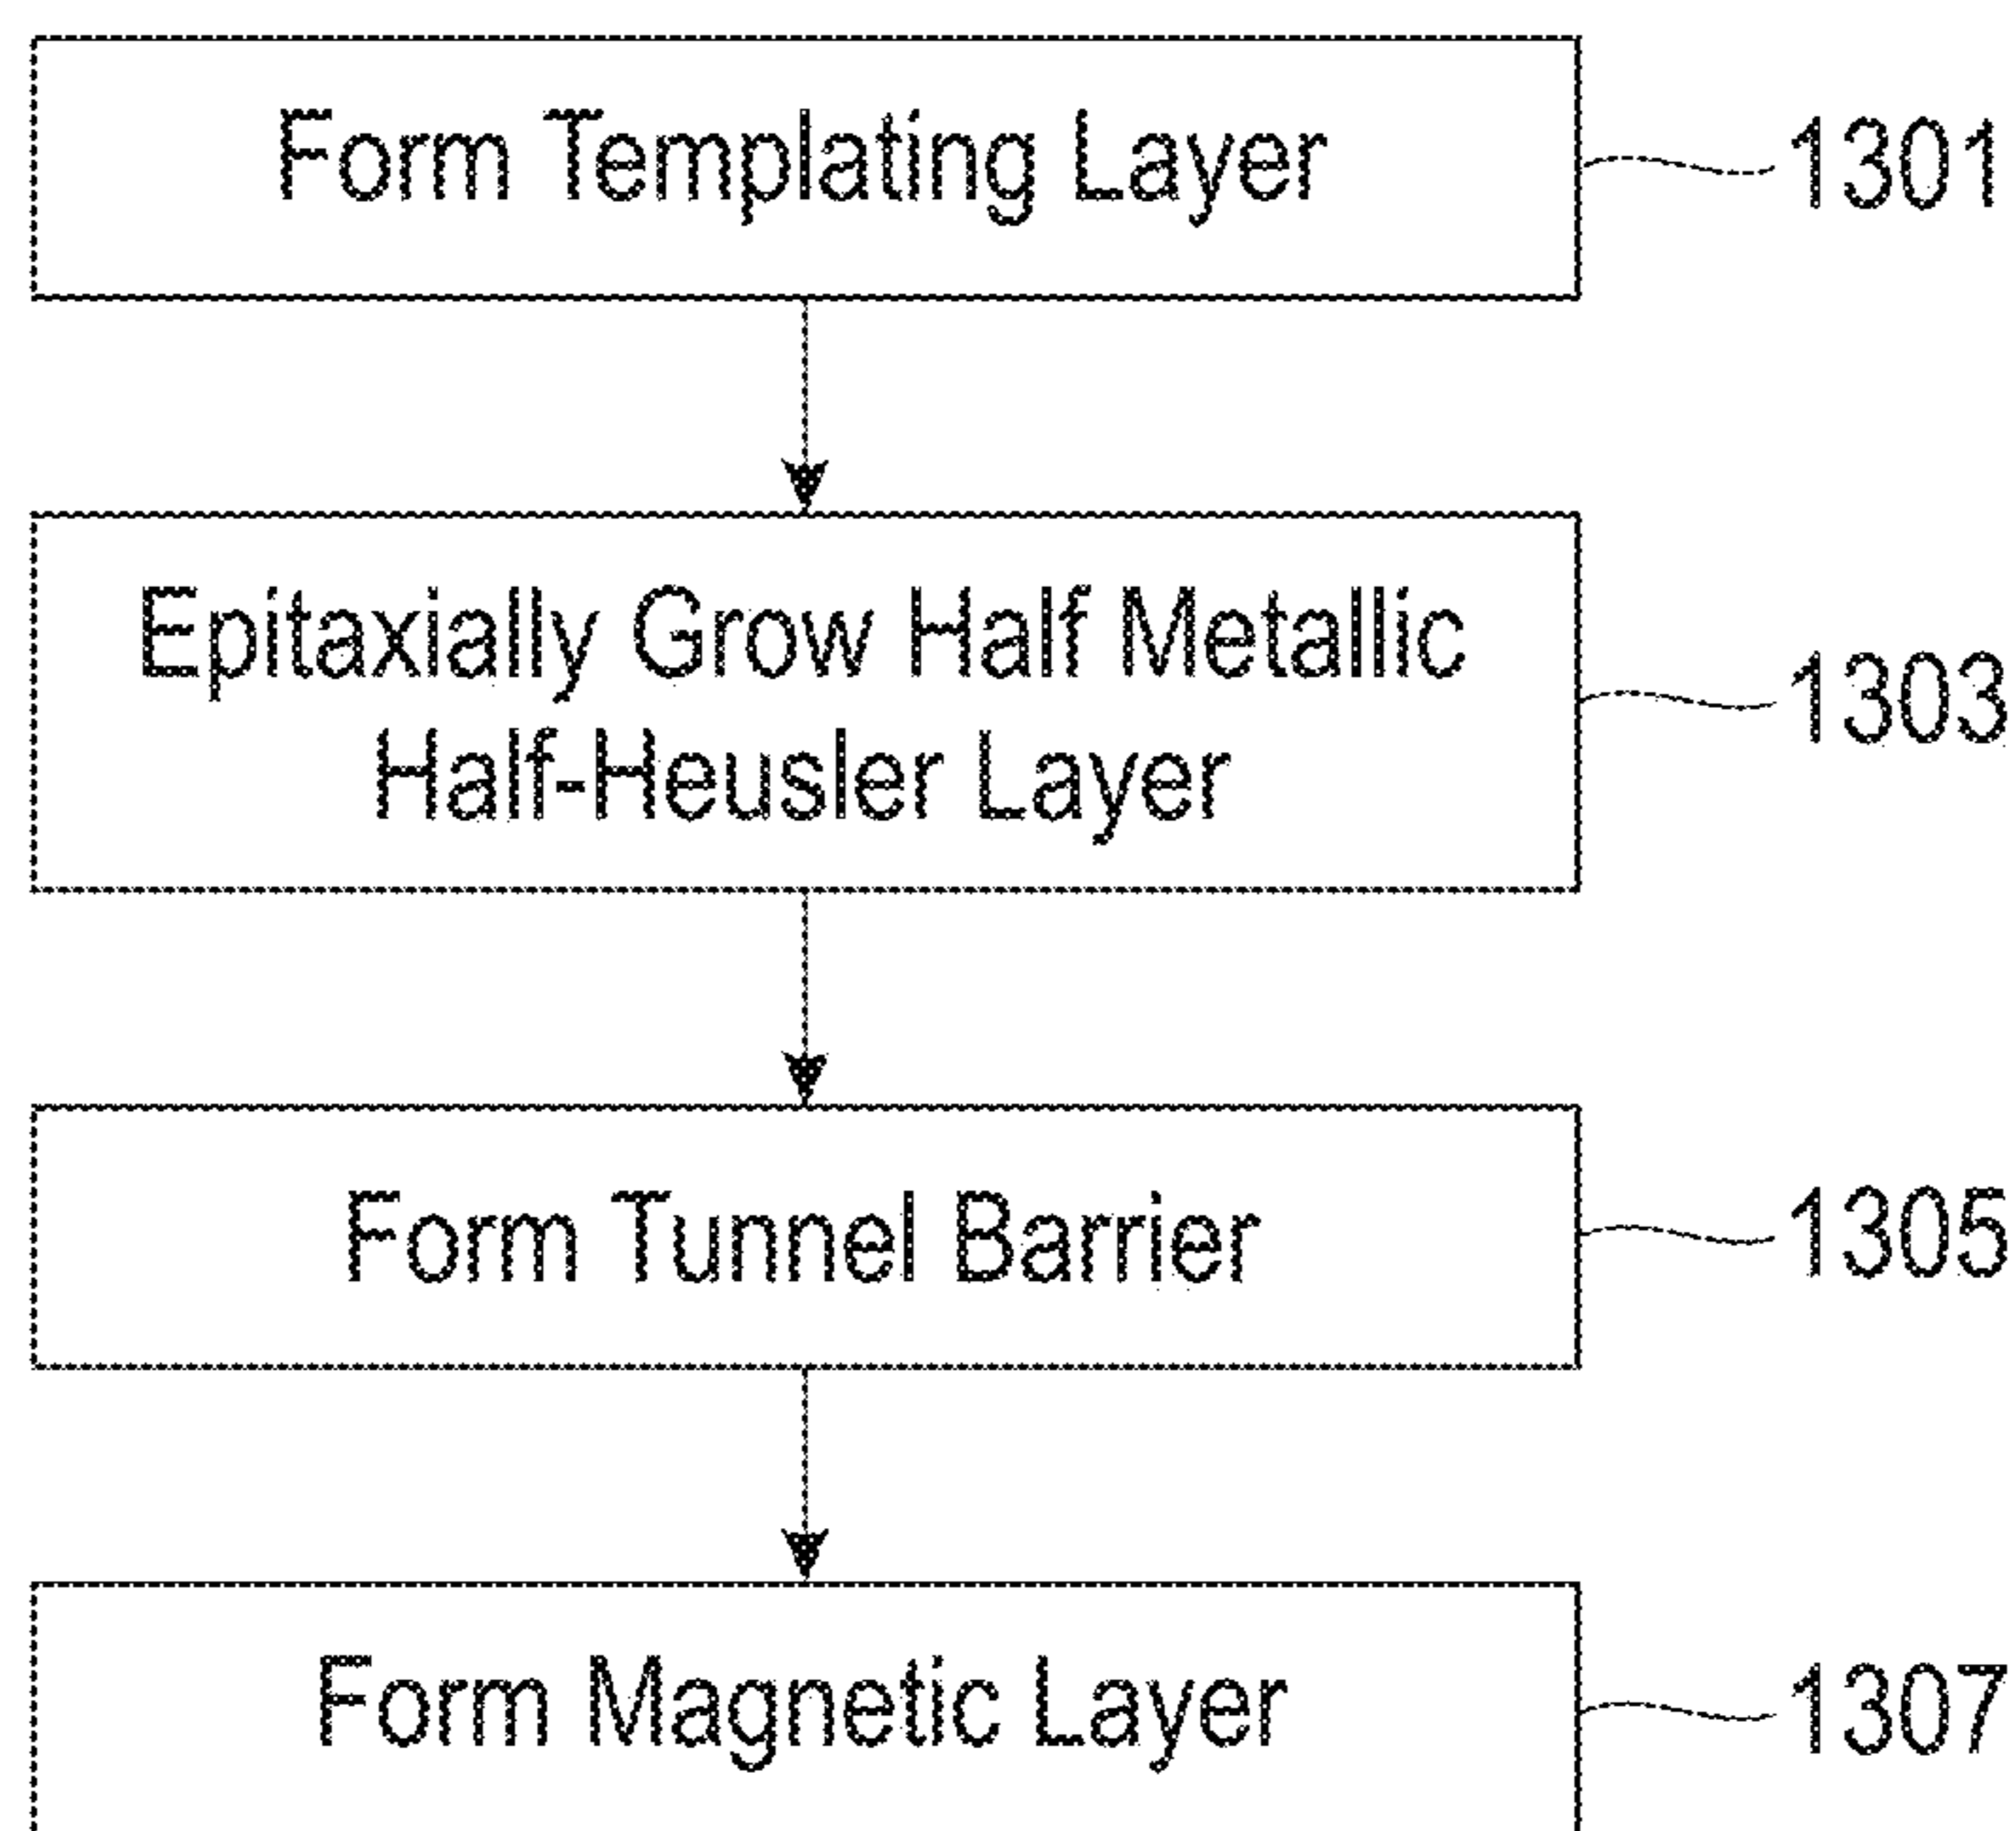 Form Templating Layer
1301
Epitaxially Grow Half Metallic
Half-Heusler Layer
1303
Form Tunnel Barrier
1305
Form Magnetic Layer
1307